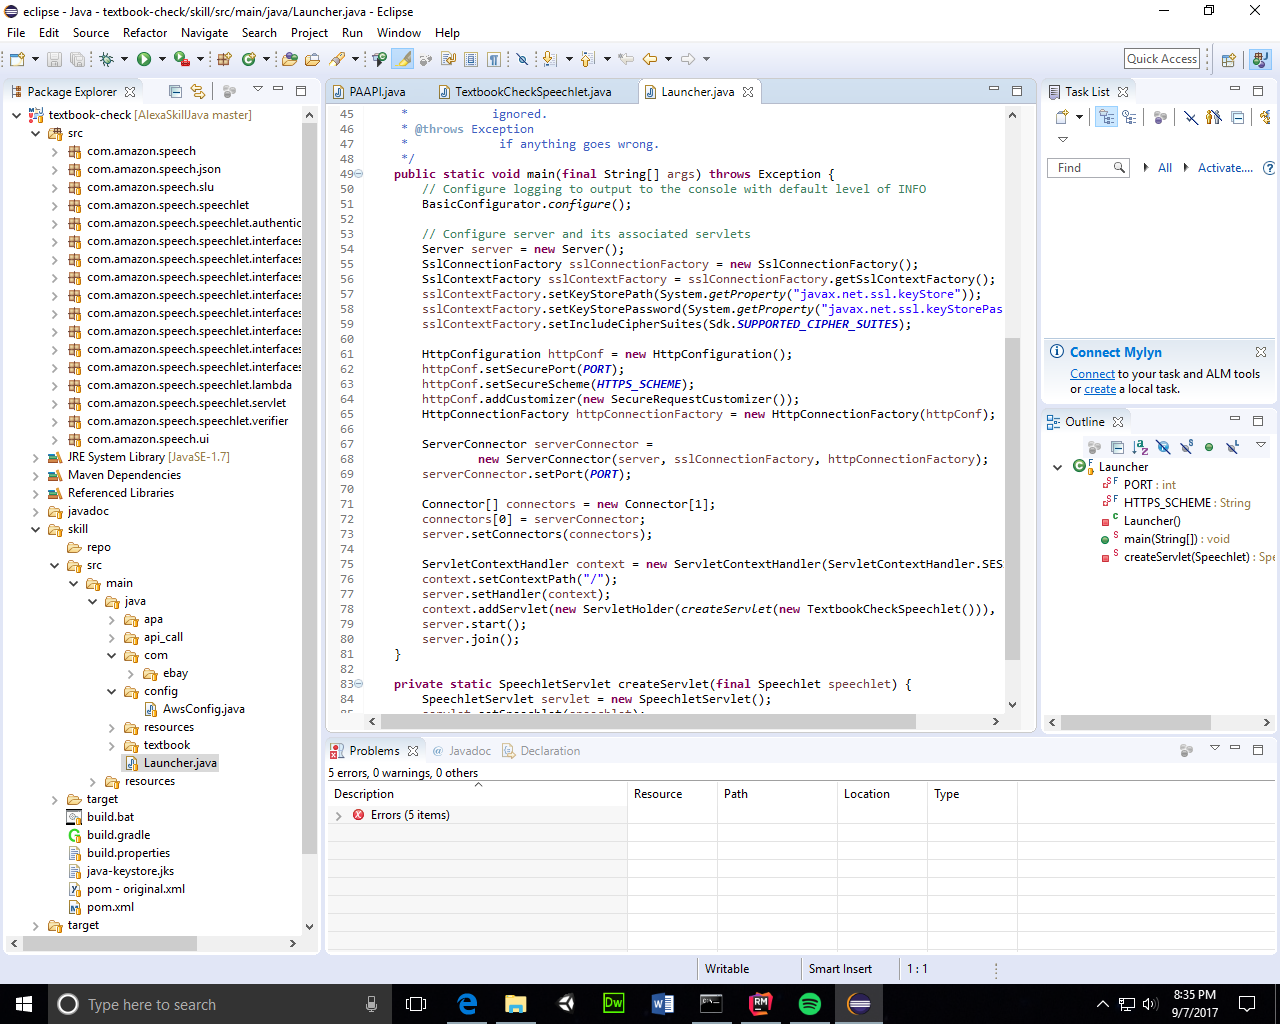 eclipse - Java - textbook-check/skill/src/main/java/Launcher.java - Eclipse
File Edit Source Refactor Navigate Search Project Run Window Help
Quick Access
Package Explorer
textbook-check [AlexaSkillJava master]
src
com.amazon.speech
com.amazon.speech.json
com.amazon.speech.slu
com.amazon.speech.speechlet
com.amazon.speech.speechlet.authentic
com.amazon.speech.speechlet.interfaces
com.amazon.speech.speechlet.interfaces
com.amazon.speech.speechlet.interfaces
com.amazon.speech.speechlet.interfaces
com.amazon.speech.speechlet.interfaces
com.amazon.speech.speechlet.interfaces
com.amazon.speech.speechlet.interfaces
com.amazon.speech.speechlet.interfaces
com.amazon.speech.speechlet.lambda
com.amazon.speech.speechlet.servlet
com.amazon.speech.speechlet.verifier
com.amazon.speech.ui
JRE System Library [JavaSE-1.7]
Maven Dependencies
Referenced Libraries
javadoc
skill
repo
src
main
java
apa
api_call
com
ebay
config
AwsConfig.java
resources
textbook
Launcher.java
resources
target
build.bat
build.gradle
build.properties
java-keystore.jks
pom - original.xml
pom.xml
target
PAAPI.java TextbookCheckSpeechlet.java Launcher.java
45 * ignored.
46 * @throws Exception
47 * if anything goes wrong.
48 */
49 public static void main(final String[] args) throws Exception {
50 // Configure logging to output to the console with default level of INFO
51 BasicConfigurator.configure();
52
53 // Configure server and its associated servlets
54 Server server = new Server();
55 SslConnectionFactory sslConnectionFactory = new SslConnectionFactory();
56 SslContextFactory sslContextFactory = sslConnectionFactory.getSslContextFactory();
57 sslContextFactory.setKeyStorePath(System.getProperty("javax.net.ssl.keyStore"));
58 sslContextFactory.setKeyStorePassword(System.getProperty("javax.net.ssl.keyStorePas
59 sslContextFactory.setIncludeCipherSuites(Sdk.SUPPORTED_CIPHER_SUITES);
60
61 HttpConfiguration httpConf = new HttpConfiguration();
62 httpConf.setSecurePort(PORT);
63 httpConf.setSecureScheme(HTTPS_SCHEME);
64 httpConf.addCustomizer(new SecureRequestCustomizer());
65 HttpConnectionFactory httpConnectionFactory = new HttpConnectionFactory(httpConf);
66
67 ServerConnector serverConnector =
68 new ServerConnector(server, sslConnectionFactory, httpConnectionFactory);
69 serverConnector.setPort(PORT);
70
71 Connector[] connectors = new Connector[1];
72 connectors[0] = serverConnector;
73 server.setConnectors(connectors);
74
75 ServletContextHandler context = new ServletContextHandler(ServletContextHandler.SES
76 context.setContextPath("/");
77 server.setHandler(context);
78 context.addServlet(new ServletHolder(createServlet(new TextbookCheckSpeechlet())),
79 server.start();
80 server.join();
81 }
82
83 private static SpeechletServlet createServlet(final Speechlet speechlet) {
84 SpeechletServlet servlet = new SpeechletServlet();
85 servlet.setSpeechlet(speechlet);
Task List
Find All Activate....
Connect Mylyn
Connect to your task and ALM tools
or create a local task.
Outline
Launcher
PORT : int
HTTPS_SCHEME : String
Launcher()
main(String[]) : void
createServlet(Speechlet) : Spe
Problems Javadoc Declaration
5 errors, 0 warnings, 0 others
Description Resource Path Location Type
Errors (5 items)
Writable Smart Insert 1 : 1
Type here to search
8:35 PM
9/7/2017